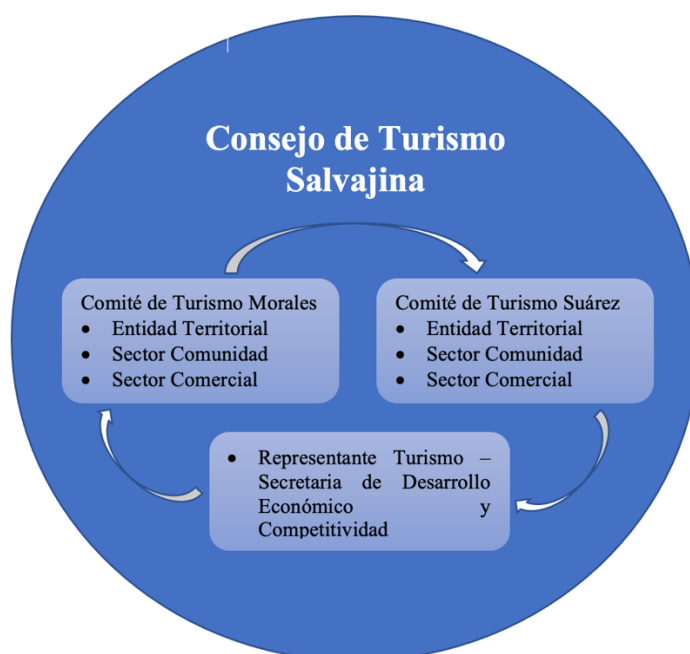 Consejo de Turismo
Salvajina
Comité de Turismo Morales
• Entidad Territorial
• Sector Comunidad
• Sector Comercial
Comité de Turismo Suárez
• Entidad Territorial
• Sector Comunidad
• Sector Comercial
• Representante Turismo –
Secretaria de Desarrollo
Económico y
Competitividad